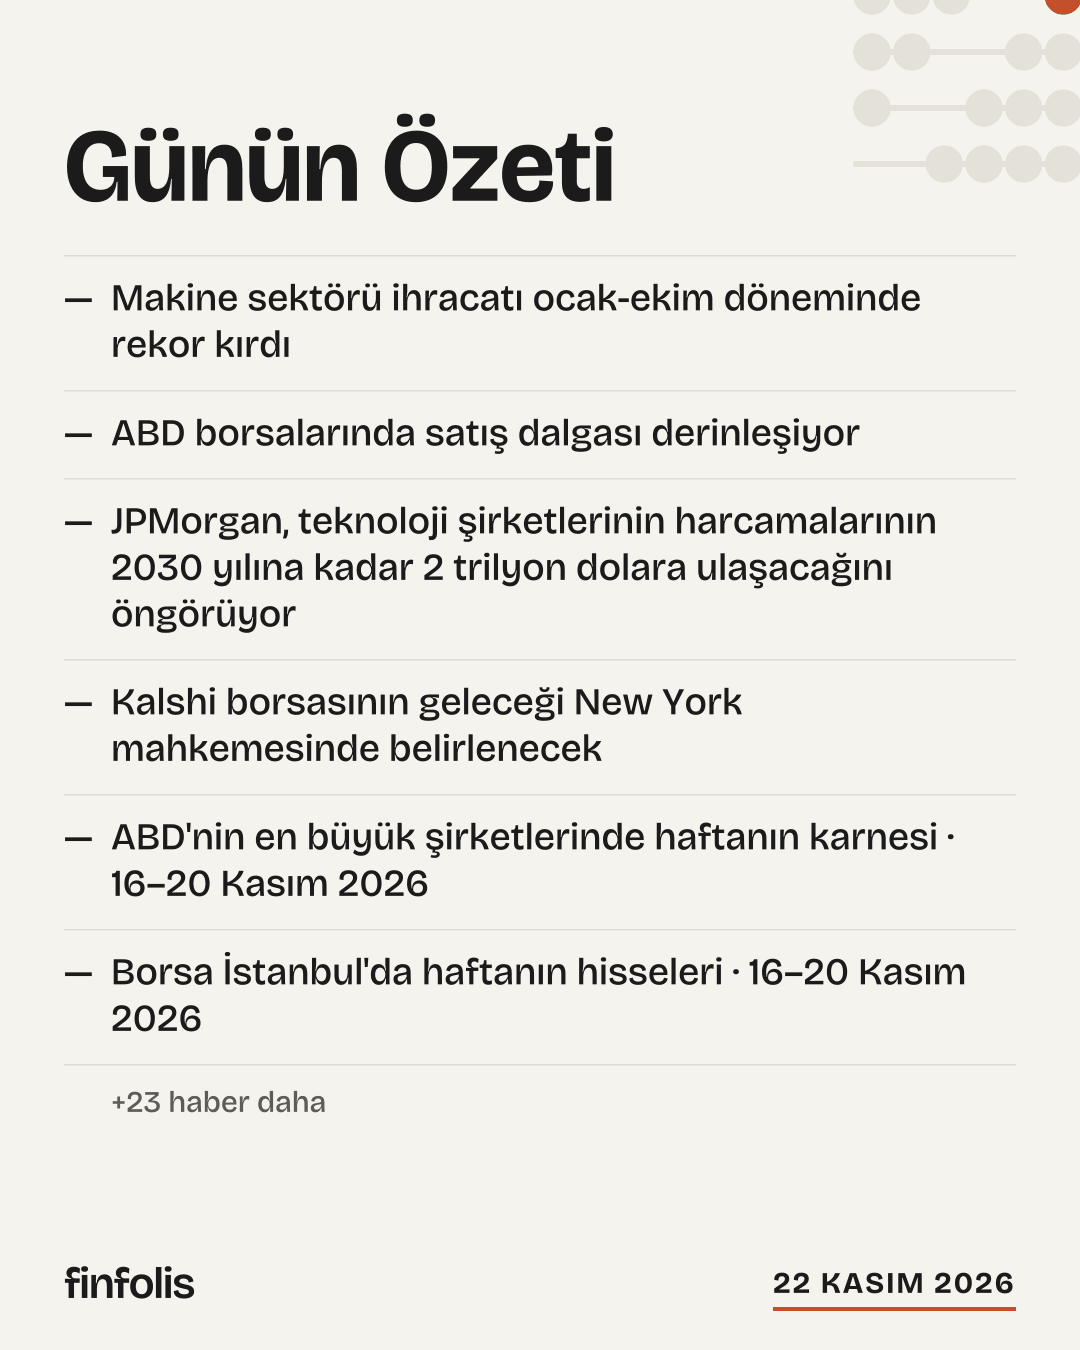 Günün Özeti
— Makine sektörü ihracatı ocak-ekim döneminde
rekor kırdı
— ABD borsalarında satış dalgası derinleşiyor
— JPMorgan, teknoloji şirketlerinin harcamalarının
2030 yılına kadar 2 trilyon dolara ulaşacağını
öngörüyor
— Kalshi borsasının geleceği New York
mahkemesinde belirlenecek
— ABD'nin en büyük şirketlerinde haftanın karnesi ·
16–20 Kasım 2026
— Borsa İstanbul'da haftanın hisseleri · 16–20 Kasım
2026
+23 haber daha
finfolis
22 KASIM 2026